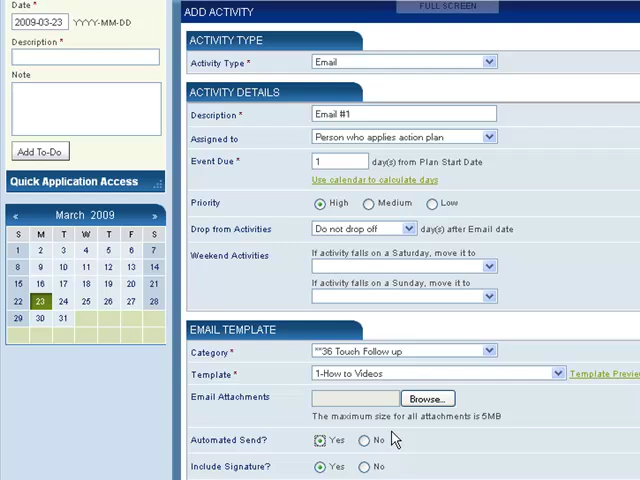 Date *
2009-03-23 YYYY-MM-DD
Description *
Note
Add To-Do
Quick Application Access
« March 2009 »
S M T W T F S
1 2 3 4 5 6 7
8 9 10 11 12 13 14
15 16 17 18 19 20 21
22 23 24 25 26 27 28
29 30 31
FULL SCREEN
ADD ACTIVITY
ACTIVITY TYPE
Activity Type * Email
ACTIVITY DETAILS
Description * Email #1
Assigned to Person who applies action plan
Event Due * 1 day(s) from Plan Start Date
Use calendar to calculate days
Priority High Medium Low
Drop from Activities Do not drop off day(s) after Email date
Weekend Activities If activity falls on a Saturday, move it to
If activity falls on a Sunday, move it to
EMAIL TEMPLATE
Category * **36 Touch Follow up
Template * 1-How to Videos Template Preview
Email Attachments Browse...
The maximum size for all attachments is 5MB
Automated Send? Yes No
Include Signature? Yes No